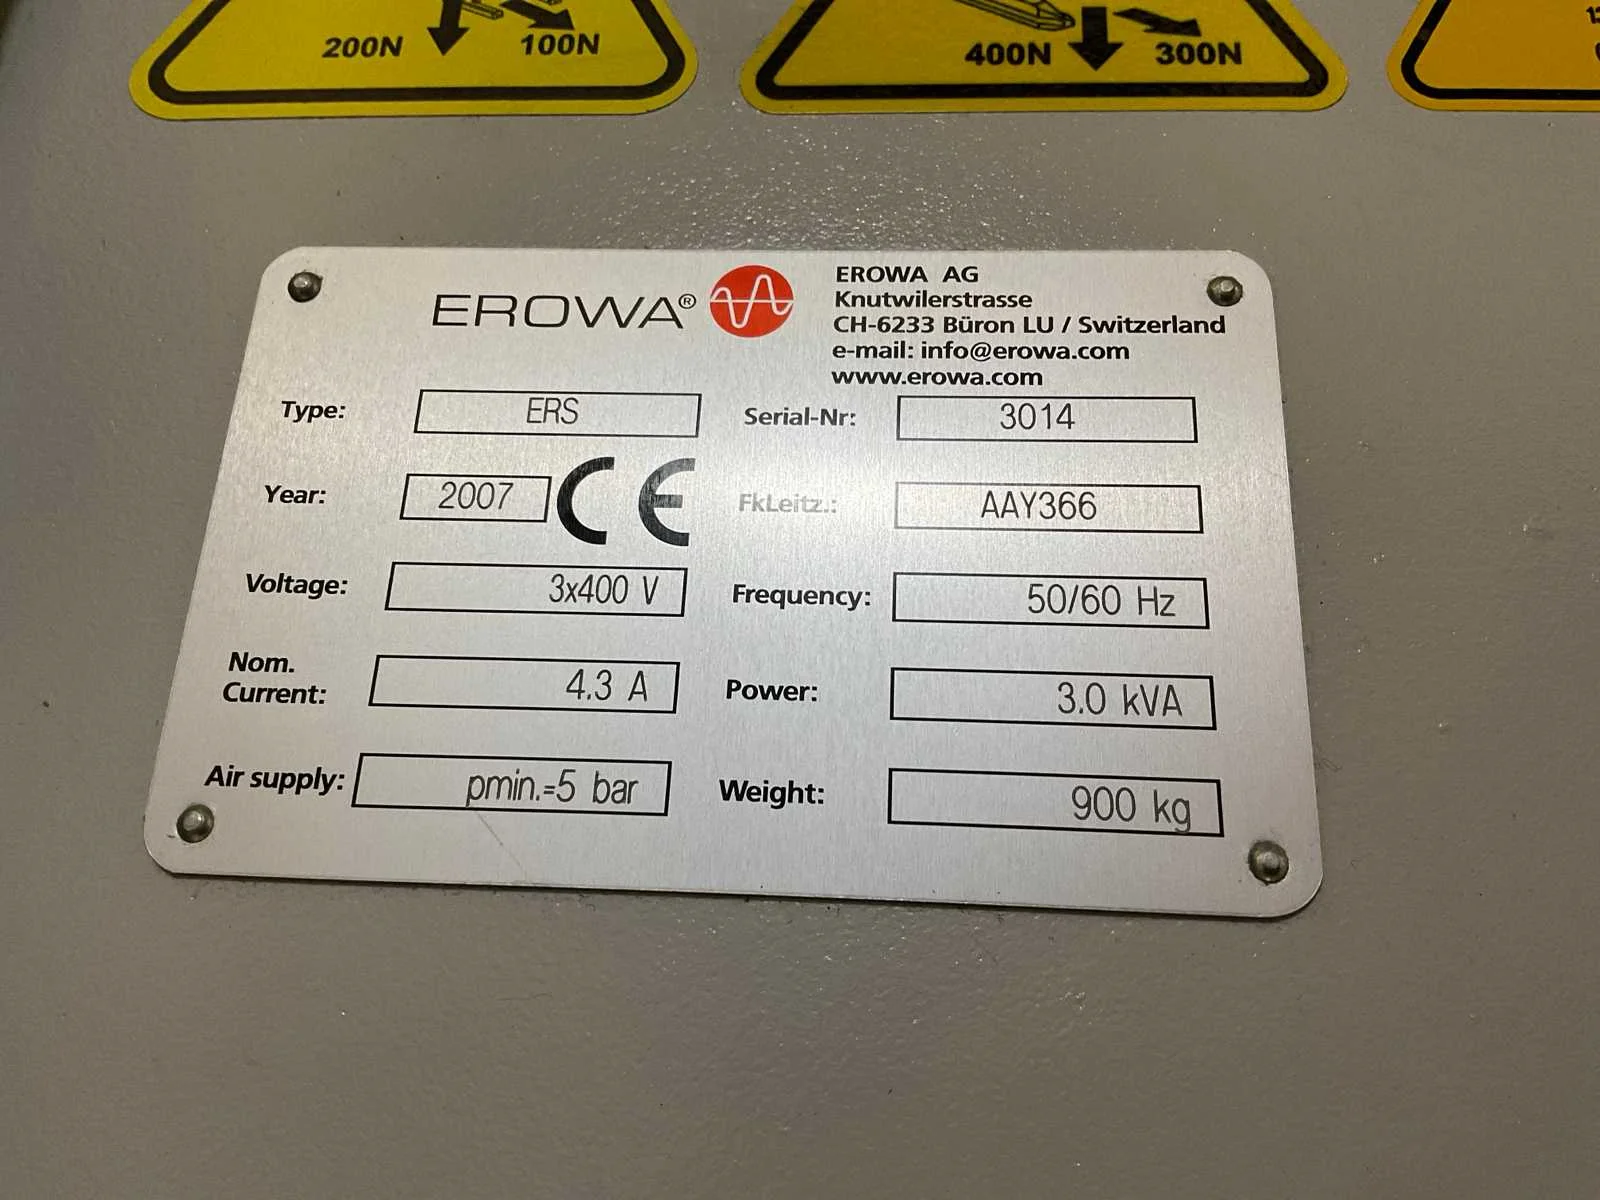 200N 100N
400N 300N
EROWA®
EROWA AG
Knutwilerstrasse
CH-6233 Büron LU / Switzerland
e-mail: info@erowa.com
www.erowa.com
Type: ERS
Serial-Nr: 3014
Year: 2007 CE
FkLeitz.: AAY366
Voltage: 3x400 V
Frequency: 50/60 Hz
Nom.
Current: 4.3 A
Power: 3.0 kVA
Air supply: pmin.=5 bar
Weight: 900 kg